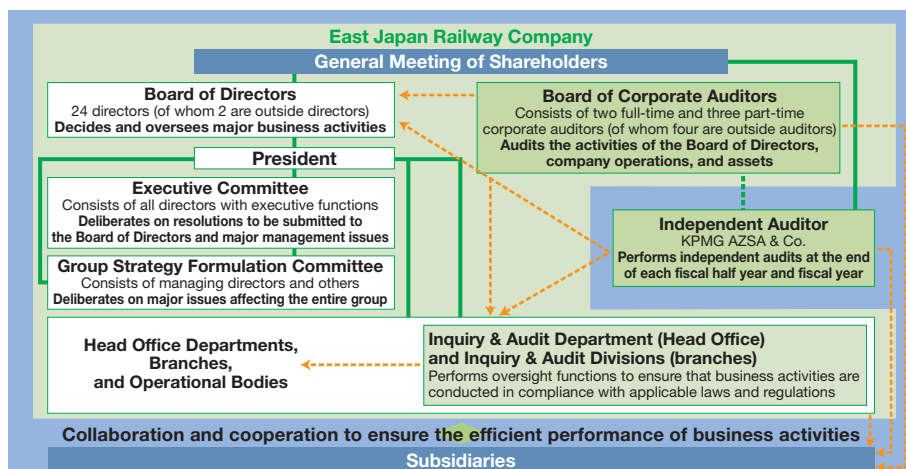 East Japan Railway Company
General Meeting of Shareholders
Board of Directors
24 directors (of whom 2 are outside directors)
Decides and oversees major business activities
Board of Corporate Auditors
Consists of two full-time and three part-time
corporate auditors (of whom four are outside auditors)
Audits the activities of the Board of Directors,
company operations, and assets
President
Executive Committee
Consists of all directors with executive functions
Deliberates on resolutions to be submitted to
the Board of Directors and major management issues
Independent Auditor
KPMG AZSA & Co.
Performs independent audits at the end
of each fiscal half year and fiscal year
Group Strategy Formulation Committee
Consists of managing directors and others
Deliberates on major issues affecting the entire group
Head Office Departments,
Branches,
and Operational Bodies
Inquiry & Audit Department (Head Office)
and Inquiry & Audit Divisions (branches)
Performs oversight functions to ensure that business activities are
conducted in compliance with applicable laws and regulations
Collaboration and cooperation to ensure the efficient performance of business activities
Subsidiaries